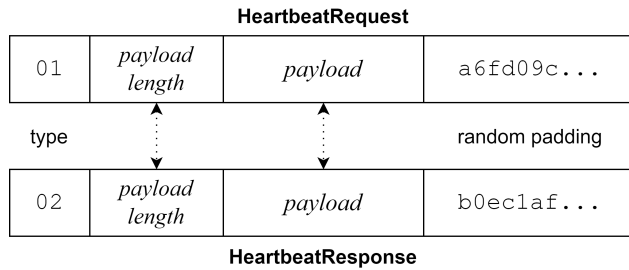 HeartbeatRequest
01 payload length payload a6fd09c...
type random padding
02 payload length payload b0ec1af...
HeartbeatResponse